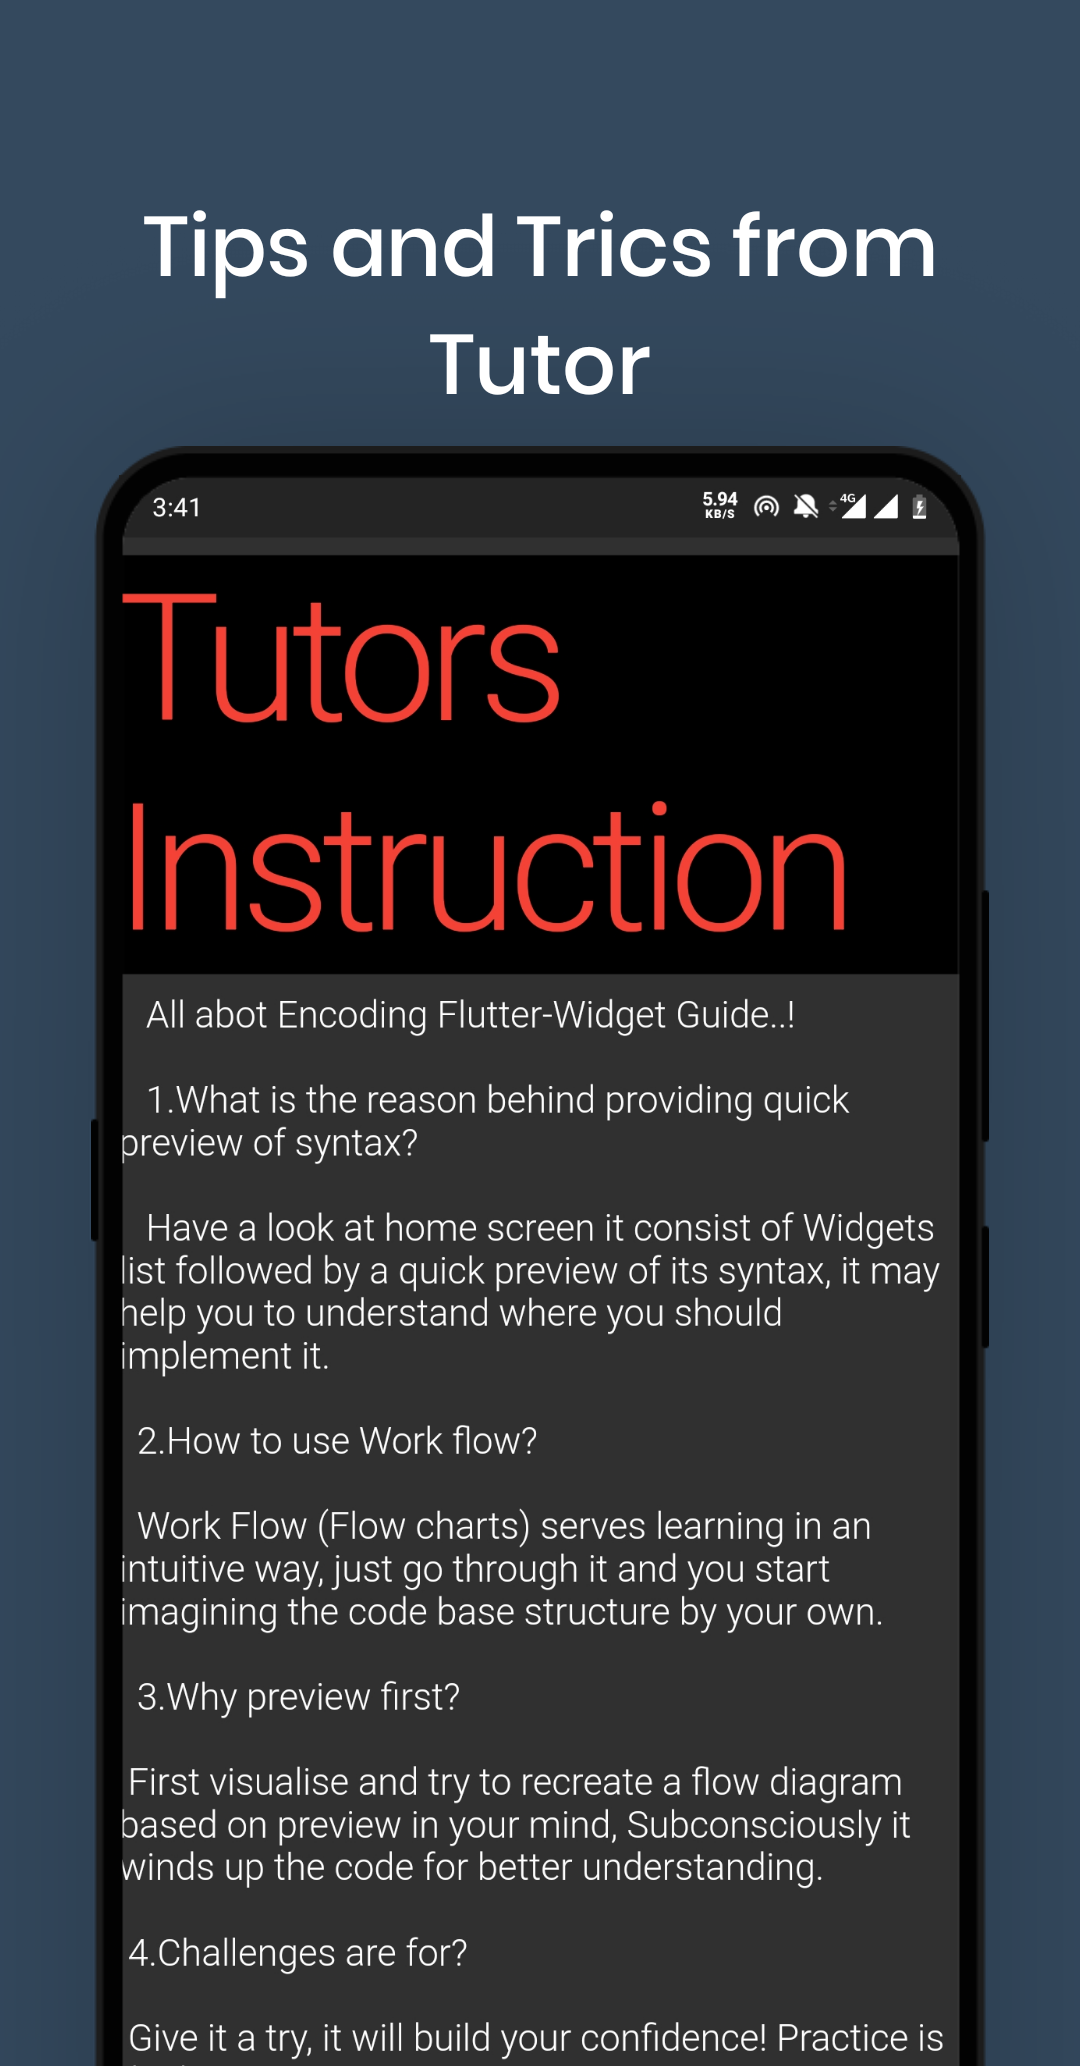 Tips and Trics from
Tutor
3:41
5.94
KB/S
4G
Tutors
Instruction
All abot Encoding Flutter-Widget Guide..!
1.What is the reason behind providing quick
preview of syntax?
Have a look at home screen it consist of Widgets
list followed by a quick preview of its syntax, it may
help you to understand where you should
implement it.
2.How to use Work flow?
Work Flow (Flow charts) serves learning in an
intuitive way, just go through it and you start
imagining the code base structure by your own.
3.Why preview first?
First visualise and try to recreate a flow diagram
based on preview in your mind, Subconsciously it
winds up the code for better understanding.
4.Challenges are for?
Give it a try, it will build your confidence! Practice is